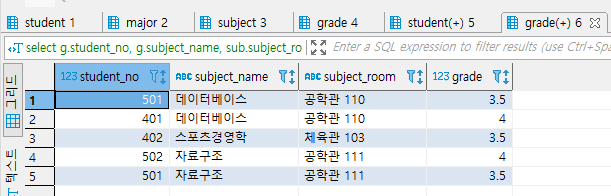 student 1 major 2 subject 3 grade 4 student(+) 5 grade(+) 6
select g.student_no, g.subject_name, sub.subject_ro Enter a SQL expression to filter results (use Ctrl+Spa
그리드
텍스트
123 student_no ABC subject_name ABC subject_room 123 grade
1 501 데이터베이스 공학관 110 3.5
2 401 데이터베이스 공학관 110 4
3 402 스포츠경영학 체육관 103 3.5
4 502 자료구조 공학관 111 4
5 501 자료구조 공학관 111 3.5